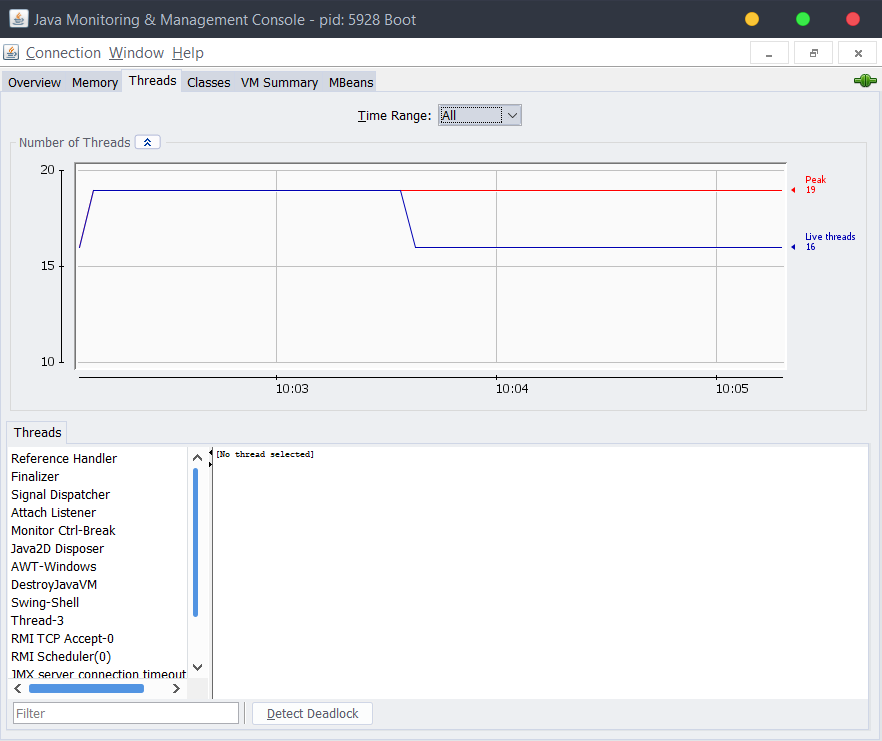 Java Monitoring & Management Console - pid: 5928 Boot
Connection Window Help
Overview Memory Threads Classes VM Summary MBeans
Time Range: All
Number of Threads
20
15
10
Peak
19
Live threads
16
10:03 10:04 10:05
Threads
Reference Handler
Finalizer
Signal Dispatcher
Attach Listener
Monitor Ctrl-Break
Java2D Disposer
AWT-Windows
DestroyJavaVM
Swing-Shell
Thread-3
RMI TCP Accept-0
RMI Scheduler(0)
JMX server connection timeout
[No thread selected]
Filter
Detect Deadlock